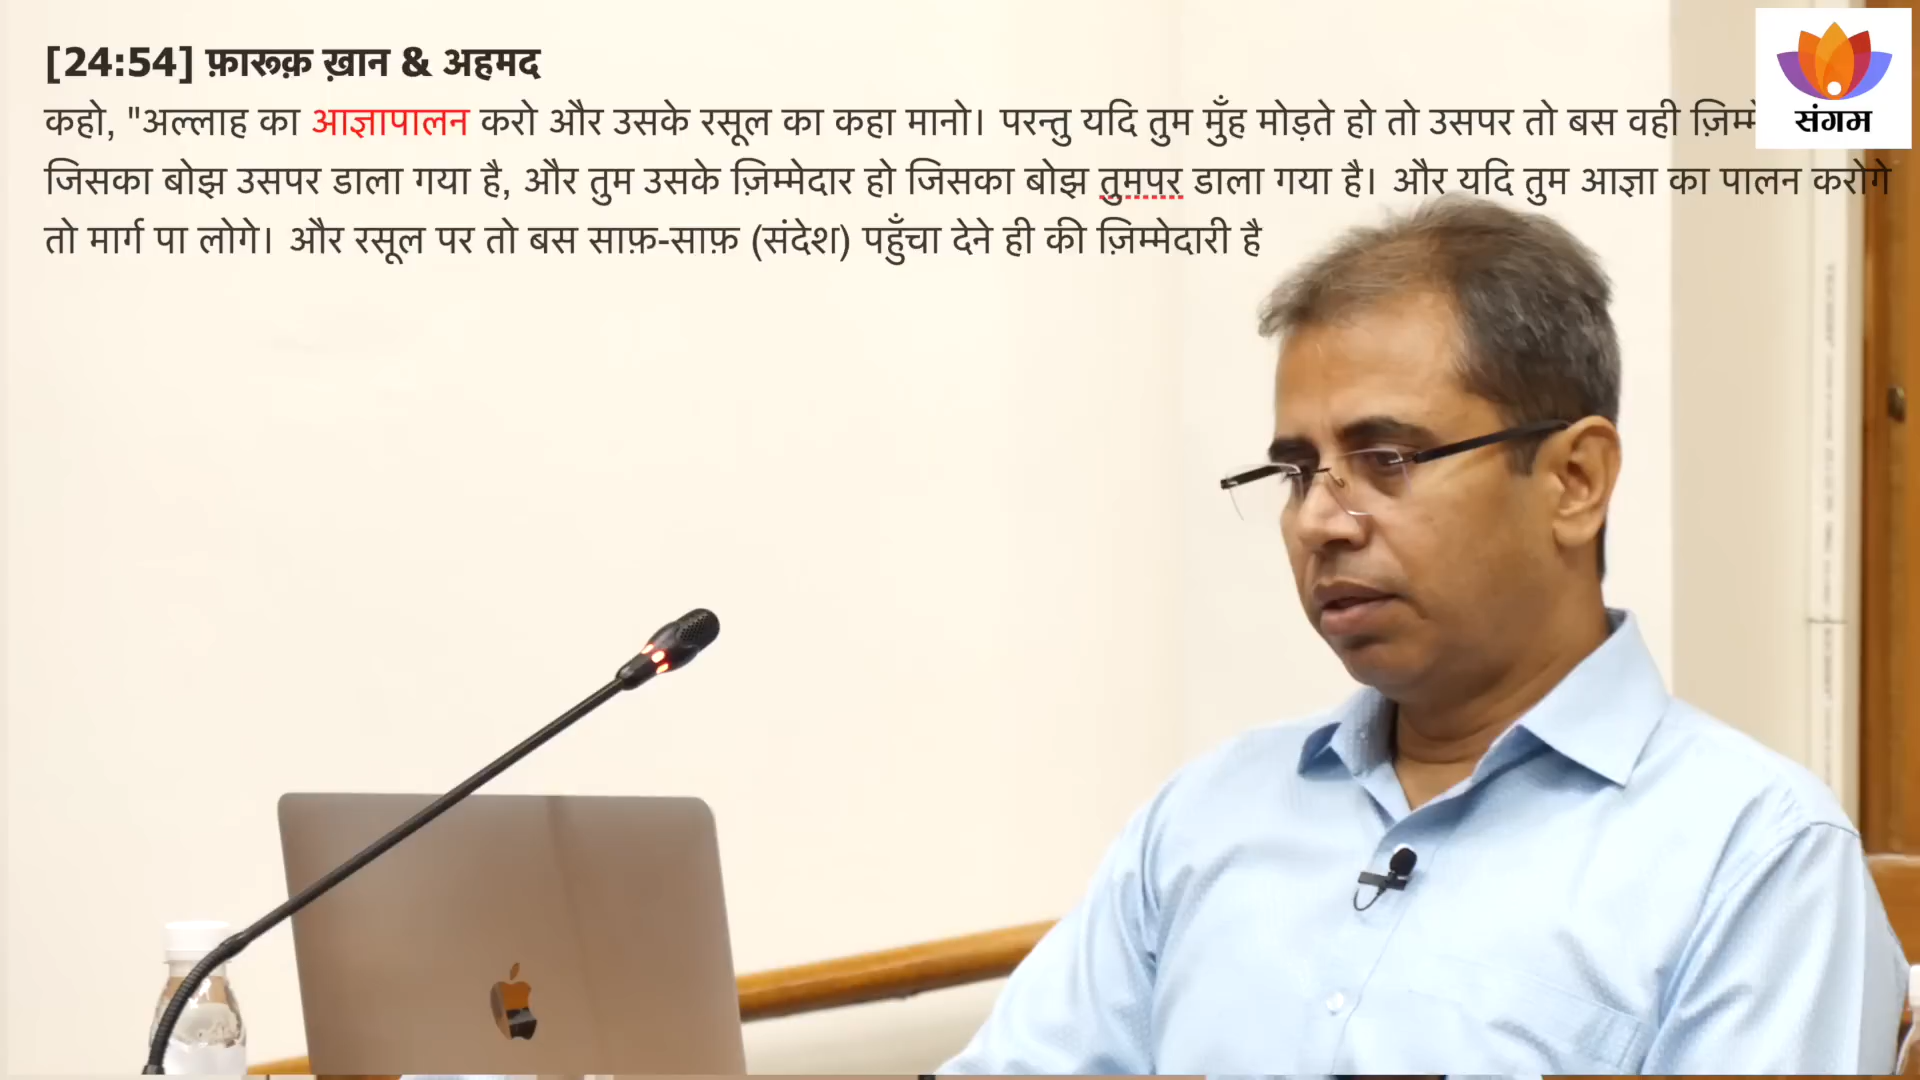 [24:54] फ़ारूक़ ख़ान & अहमद
संगम
कहो, "अल्लाह का आज्ञापालन करो और उसके रसूल का कहा मानो। परन्तु यदि तुम मुँह मोड़ते हो तो उसपर तो बस वही
जिसका बोझ उसपर डाला गया है, और तुम उसके ज़िम्मेदार हो जिसका बोझ तुमपर डाला गया है। और यदि तुम आज्ञा का पालन करोगे
तो मार्ग पा लोगे। और रसूल पर तो बस साफ़-साफ़ (संदेश) पहुँचा देने ही की ज़िम्मेदारी है